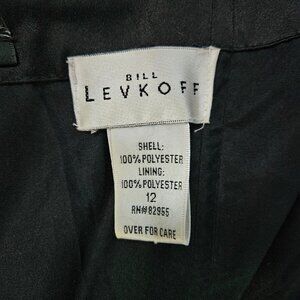 BILL
LEVKOFF
SHELL:
100% POLYESTER
LINING:
100% POLYESTER
12
RN#82955
OVER FOR CARE